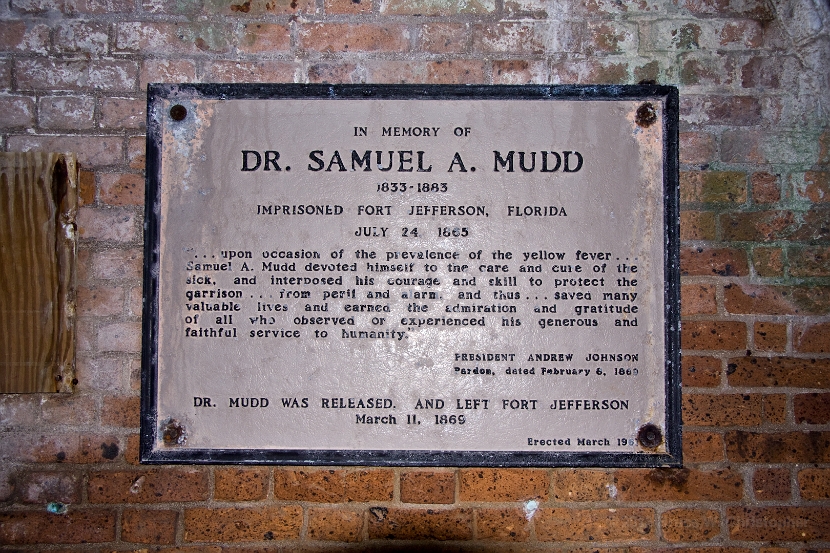 IN MEMORY OF
DR. SAMUEL A. MUDD
1833-1883
IMPRISONED FORT JEFFERSON, FLORIDA
JULY 24, 1865
"... upon occasion of the prevalence of the yellow fever...
Samuel A. Mudd devoted himself to the care and cure of the
sick, and interposed his courage and skill to protect the
garrison ... from peril and alarm, and thus ... saved many
valuable lives and earned the admiration and gratitude
of all who observed or experienced his generous and
faithful service to humanity."
PRESIDENT ANDREW JOHNSON
Pardon, dated February 8, 1869
DR. MUDD WAS RELEASED, AND LEFT FORT JEFFERSON
March 11, 1869
Erected March